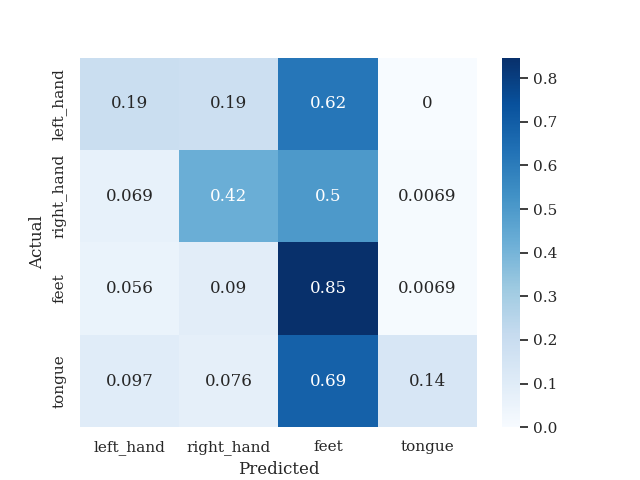 left_hand 0.19 0.19 0.62 0
right_hand 0.069 0.42 0.5 0.0069
feet 0.056 0.09 0.85 0.0069
tongue 0.097 0.076 0.69 0.14
left_hand right_hand feet tongue
Predicted
Actual
0.8
0.7
0.6
0.5
0.4
0.3
0.2
0.1
0.0